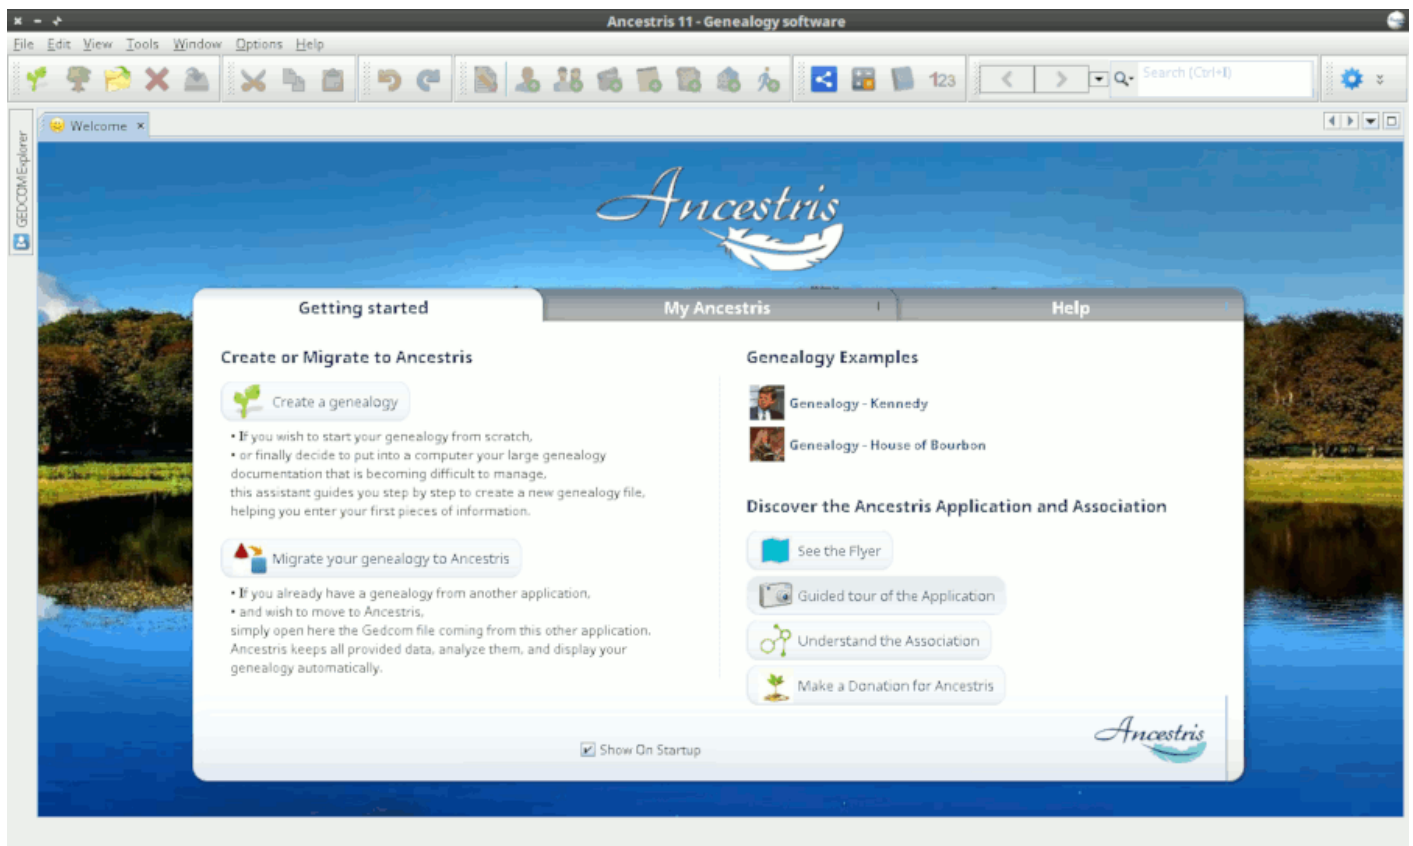 Ancestris 11 - Genealogy software
File Edit View Tools Window Options Help
123
Search (Ctrl+I)
Welcome
GEDCOM Explorer
Ancestris
Getting started
My Ancestris
Help
Create or Migrate to Ancestris
Create a genealogy
• If you wish to start your genealogy from scratch,
• or finally decide to put into a computer your large genealogy
documentation that is becoming difficult to manage,
this assistant guides you step by step to create a new genealogy file,
helping you enter your first pieces of information.
Migrate your genealogy to Ancestris
• If you already have a genealogy from another application,
• and wish to move to Ancestris,
simply open here the Gedcom file coming from this other application.
Ancestris keeps all provided data, analyze them, and display your
genealogy automatically.
Genealogy Examples
Genealogy - Kennedy
Genealogy - House of Bourbon
Discover the Ancestris Application and Association
See the Flyer
Guided tour of the Application
Understand the Association
Make a Donation for Ancestris
Show On Startup
Ancestris